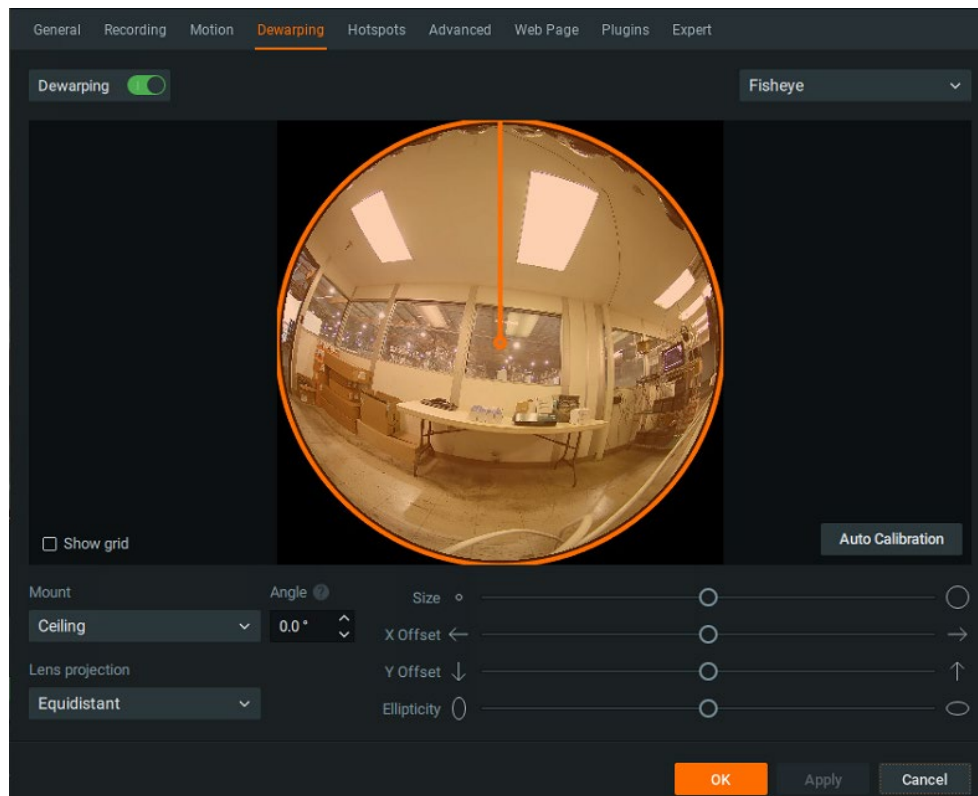 General Recording Motion Dewarping Hotspots Advanced Web Page Plugins Expert
Dewarping Fisheye
Show grid Auto Calibration
Mount Angle ? Size
Ceiling 0.0° X Offset
Lens projection Y Offset
Equidistant Ellipticity
OK Apply Cancel